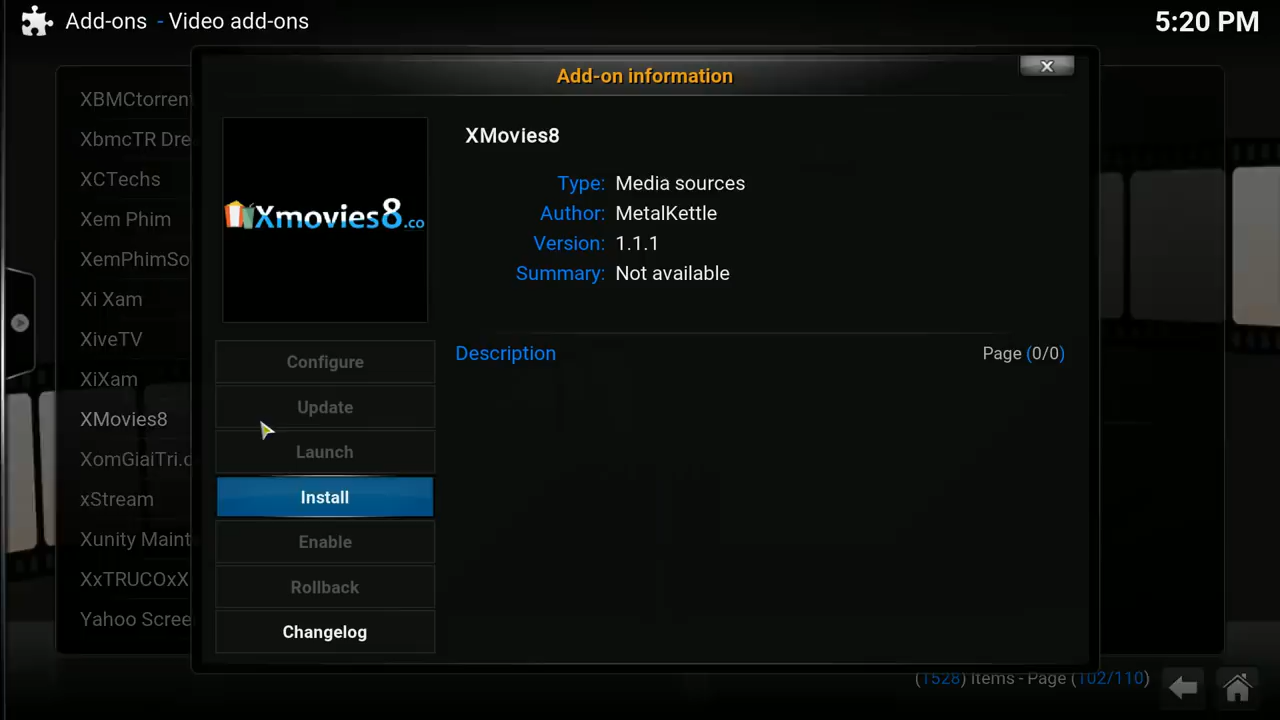 Add-ons - Video add-ons
5:20 PM
Add-on information
XBMCtorrent
XbmcTR Dre
XCTechs
Xem Phim
XemPhimSo
Xi Xam
XiveTV
XiXam
XMovies8
XomGiaiTri.c
xStream
Xunity Maint
XxTRUCOxX
Yahoo Scree
Xmovies8.co
XMovies8
Type: Media sources
Author: MetalKettle
Version: 1.1.1
Summary: Not available
Configure
Update
Launch
Install
Enable
Rollback
Changelog
Description
Page (0/0)
(1528) Items - Page (102/110)